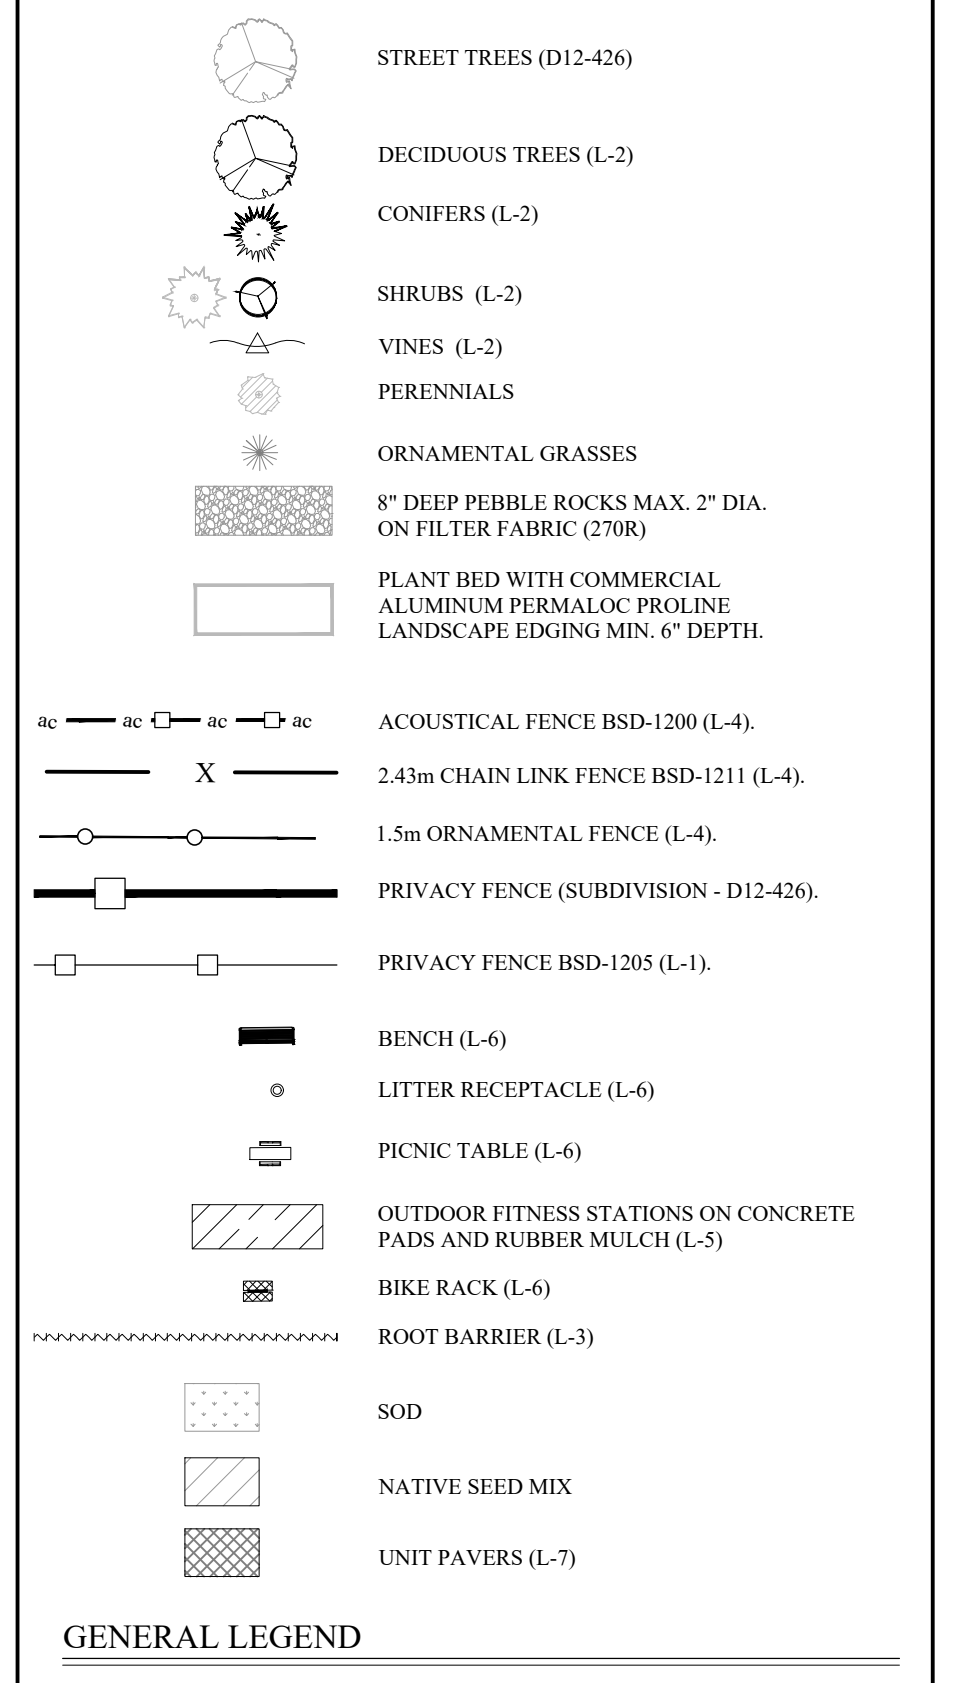 STREET TREES (D12-426)
DECIDUOUS TREES (L-2)
CONIFERS (L-2)
SHRUBS (L-2)
VINES (L-2)
PERENNIALS
ORNAMENTAL GRASSES
8" DEEP PEBBLE ROCKS MAX. 2" DIA.
ON FILTER FABRIC (270R)
PLANT BED WITH COMMERCIAL
ALUMINUM PERMALOC PROLINE
LANDSCAPE EDGING MIN. 6" DEPTH.
ac ac ac ac ACOUSTICAL FENCE BSD-1200 (L-4).
X 2.43m CHAIN LINK FENCE BSD-1211 (L-4).
1.5m ORNAMENTAL FENCE (L-4).
PRIVACY FENCE (SUBDIVISION - D12-426).
PRIVACY FENCE BSD-1205 (L-1).
BENCH (L-6)
LITTER RECEPTACLE (L-6)
PICNIC TABLE (L-6)
OUTDOOR FITNESS STATIONS ON CONCRETE
PADS AND RUBBER MULCH (L-5)
BIKE RACK (L-6)
ROOT BARRIER (L-3)
SOD
NATIVE SEED MIX
UNIT PAVERS (L-7)
GENERAL LEGEND